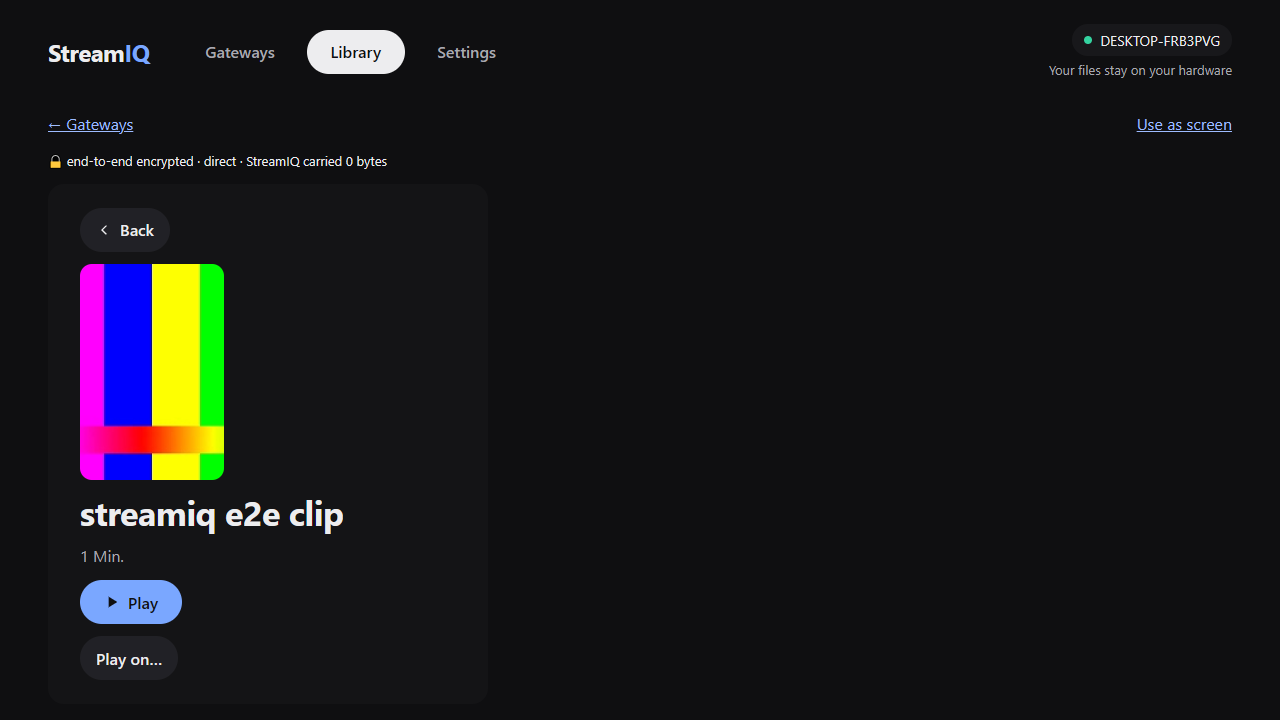 StreamIQ
Gateways
Library
Settings
DESKTOP-FRB3PVG
Your files stay on your hardware
← Gateways
Use as screen
🔒 end-to-end encrypted · direct · StreamIQ carried 0 bytes
Back
streamiq e2e clip
1 Min.
Play
Play on…